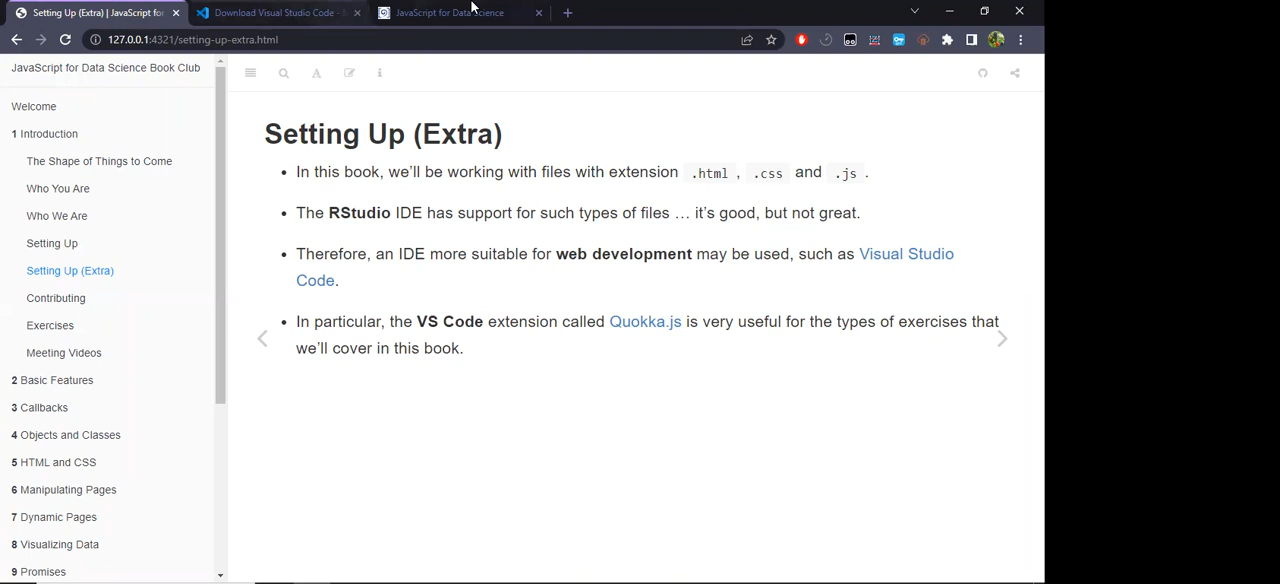 Setting Up (Extra) | JavaScript for
Download Visual Studio Code -
JavaScript for Data Science
127.0.0.1:4321/setting-up-extra.html
JavaScript for Data Science Book Club
Welcome
1 Introduction
The Shape of Things to Come
Who You Are
Who We Are
Setting Up
Setting Up (Extra)
Contributing
Exercises
Meeting Videos
2 Basic Features
3 Callbacks
4 Objects and Classes
5 HTML and CSS
6 Manipulating Pages
7 Dynamic Pages
8 Visualizing Data
9 Promises
Setting Up (Extra)
• In this book, we'll be working with files with extension .html , .css and .js .
• The RStudio IDE has support for such types of files … it's good, but not great.
• Therefore, an IDE more suitable for web development may be used, such as Visual Studio
Code.
• In particular, the VS Code extension called Quokka.js is very useful for the types of exercises that
we'll cover in this book.